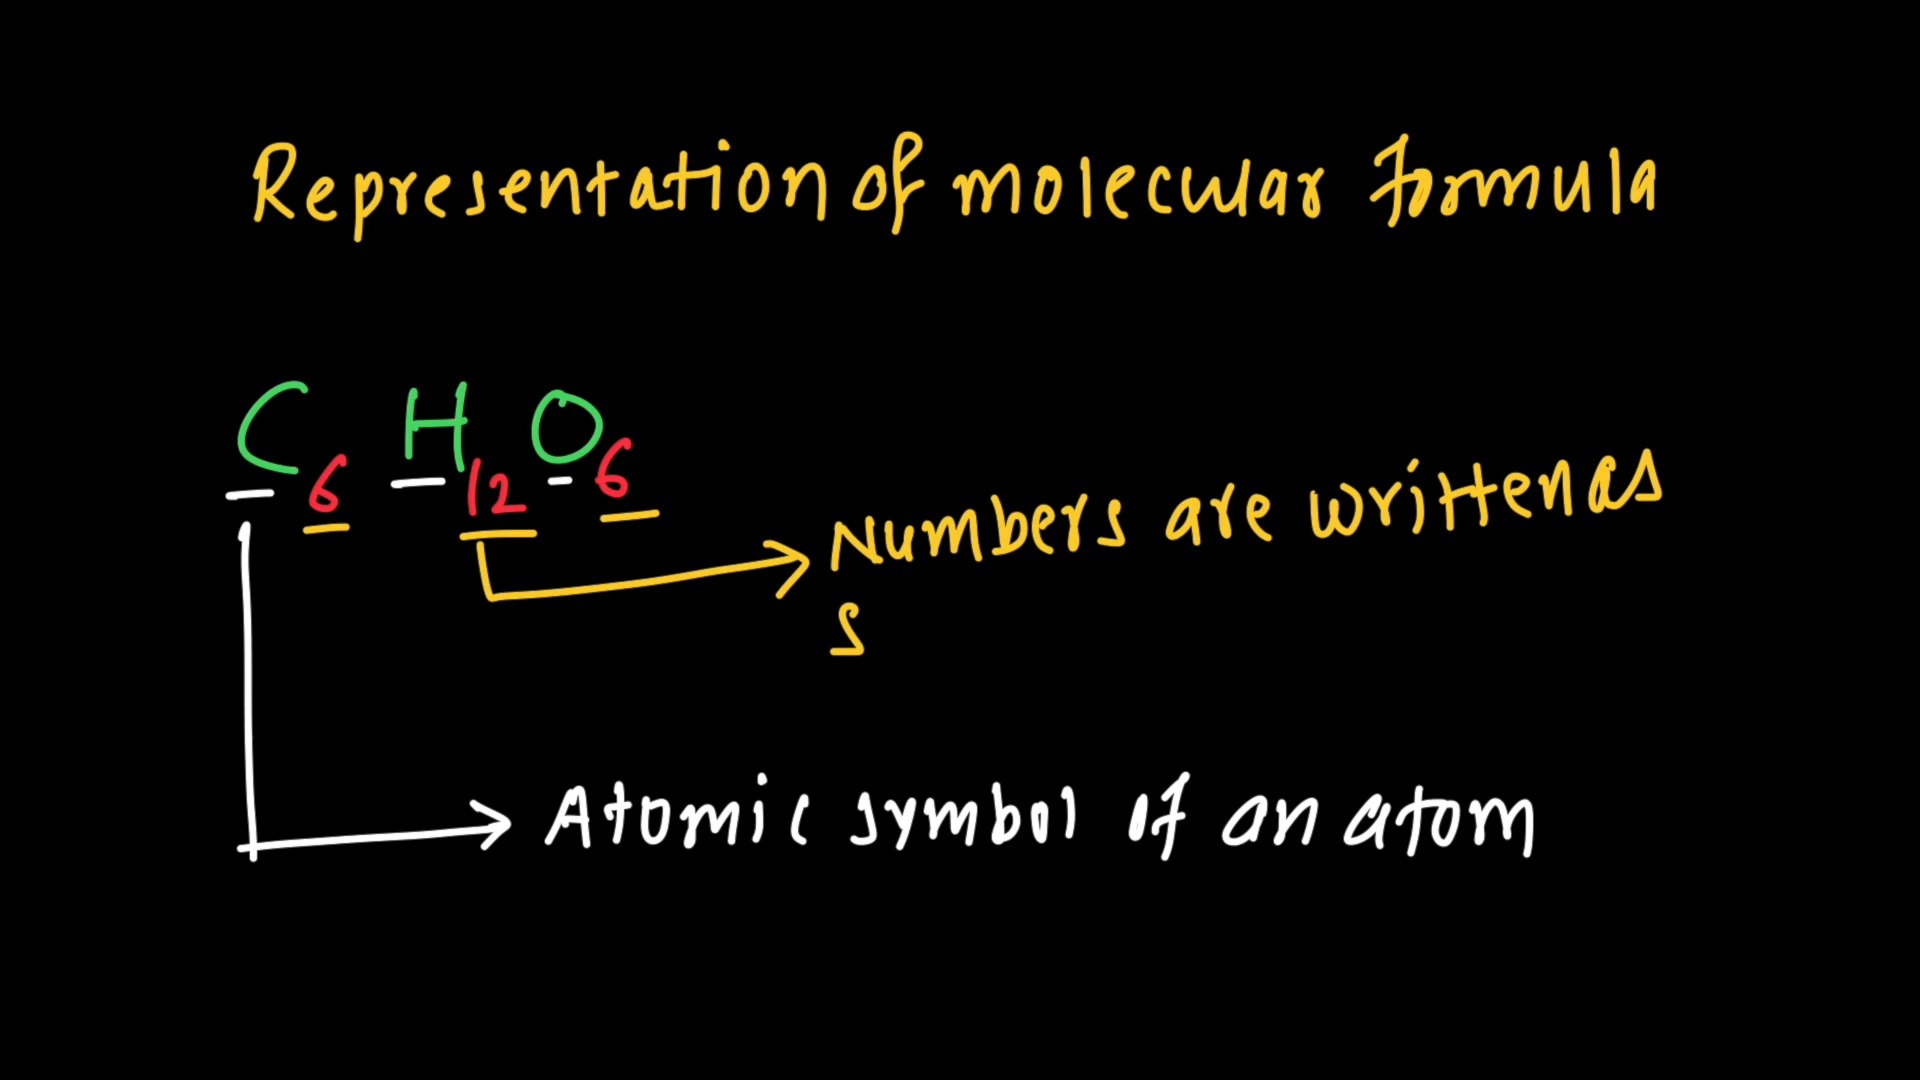 Representation of molecular formula
C6 H12 O6
Numbers are written as
s
Atomic symbol of an atom